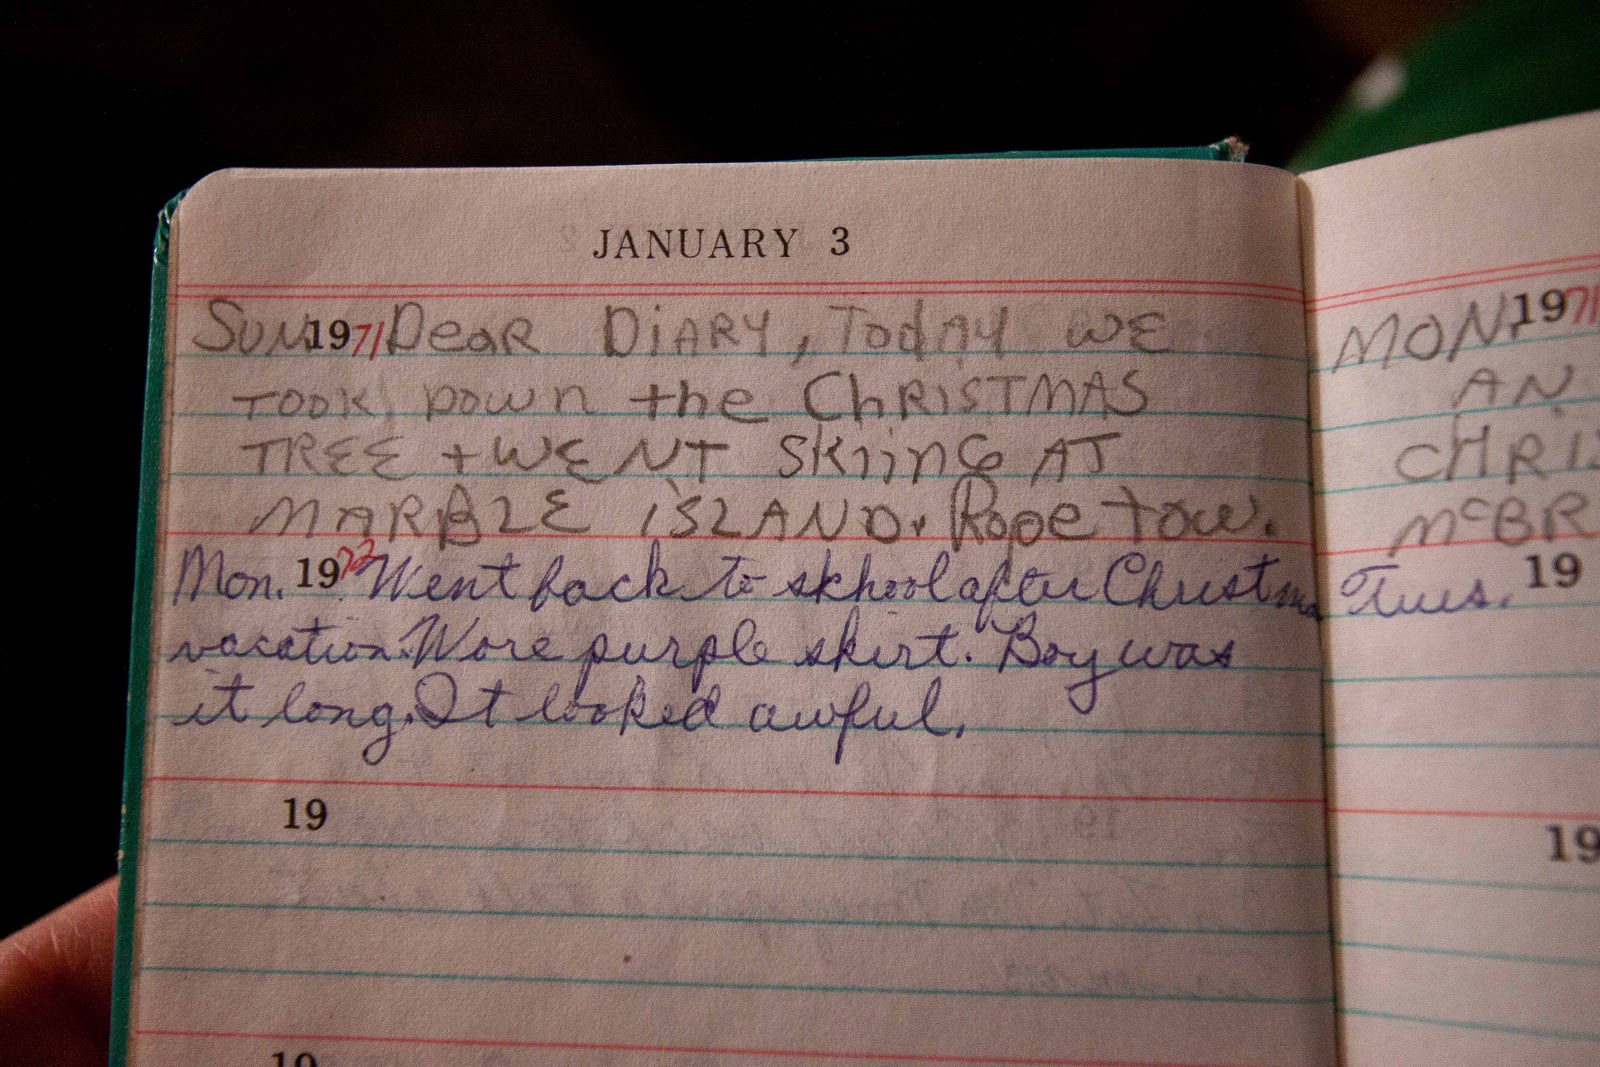 JANUARY 3
SUN. 1971 Dear DiARY, Today WE
TOOK DOWN the ChRISTMAS
TREE + WENT SKiing AT
MARBLE ISLAND. Rope tow.
Mon. 1972 Went back to skhool after Christmas
vacation. Wore purple skirt. Boy was
it long. It looked awful.
19
19
MON. 1971
AN
CHRIS
McBR
Tues. 19
19